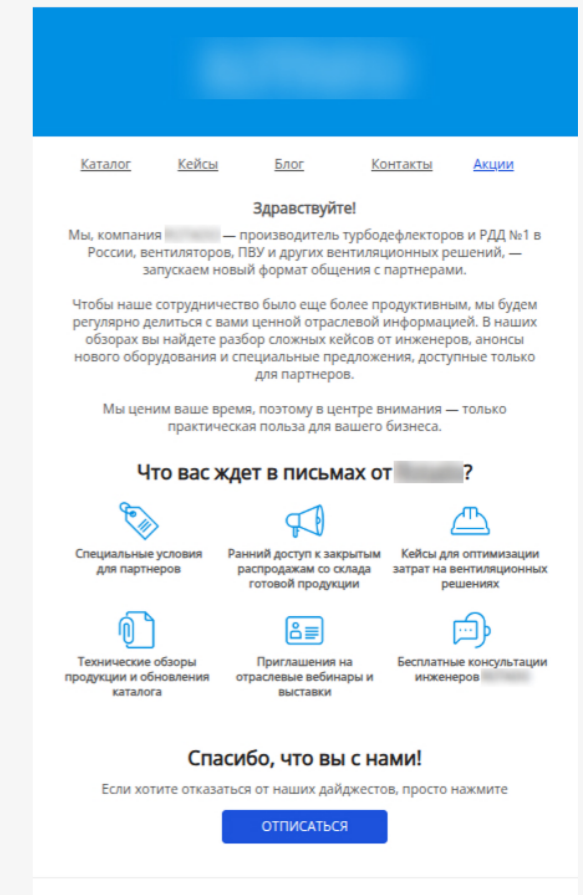 Каталог Кейсы Блог Контакты Акции
Здравствуйте!
Мы, компания — производитель турбодефлекторов и РДД №1 в
России, вентиляторов, ПВУ и других вентиляционных решений, —
запускаем новый формат общения с партнерами.
Чтобы наше сотрудничество было еще более продуктивным, мы будем
регулярно делиться с вами ценной отраслевой информацией. В наших
обзорах вы найдете разбор сложных кейсов от инженеров, анонсы
нового оборудования и специальные предложения, доступные только
для партнеров.
Мы ценим ваше время, поэтому в центре внимания — только
практическая польза для вашего бизнеса.
Что вас ждет в письмах от ?
Специальные условия
для партнеров
Ранний доступ к закрытым
распродажам со склада
готовой продукции
Кейсы для оптимизации
затрат на вентиляционных
решениях
Технические обзоры
продукции и обновления
каталога
Приглашения на
отраслевые вебинары и
выставки
Бесплатные консультации
инженеров
Спасибо, что вы с нами!
Если хотите отказаться от наших дайджестов, просто нажмите
ОТПИСАТЬСЯ